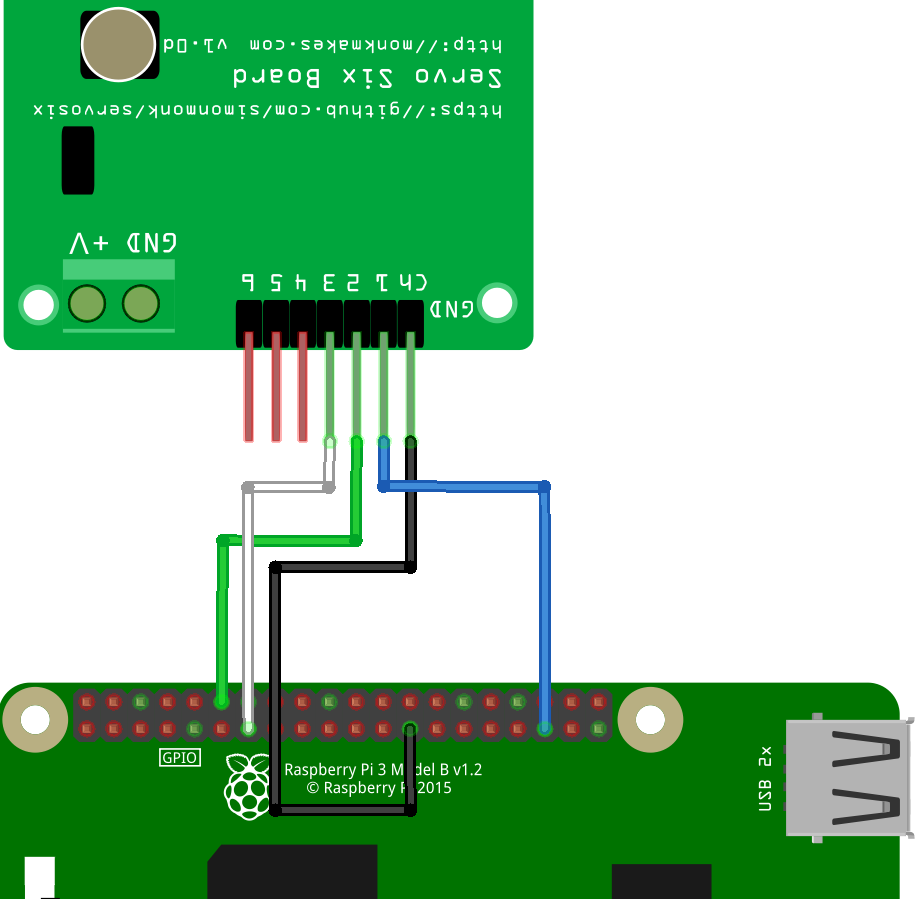 http://monkmakes.com v1.0d
Servo Six Board
https://github.com/simonmonk/servosix
GND +V
Ch1 2 3 4 5 6
GND
GPIO
Raspberry Pi 3 Model B v1.2
© Raspberry Pi 2015
USB 2x